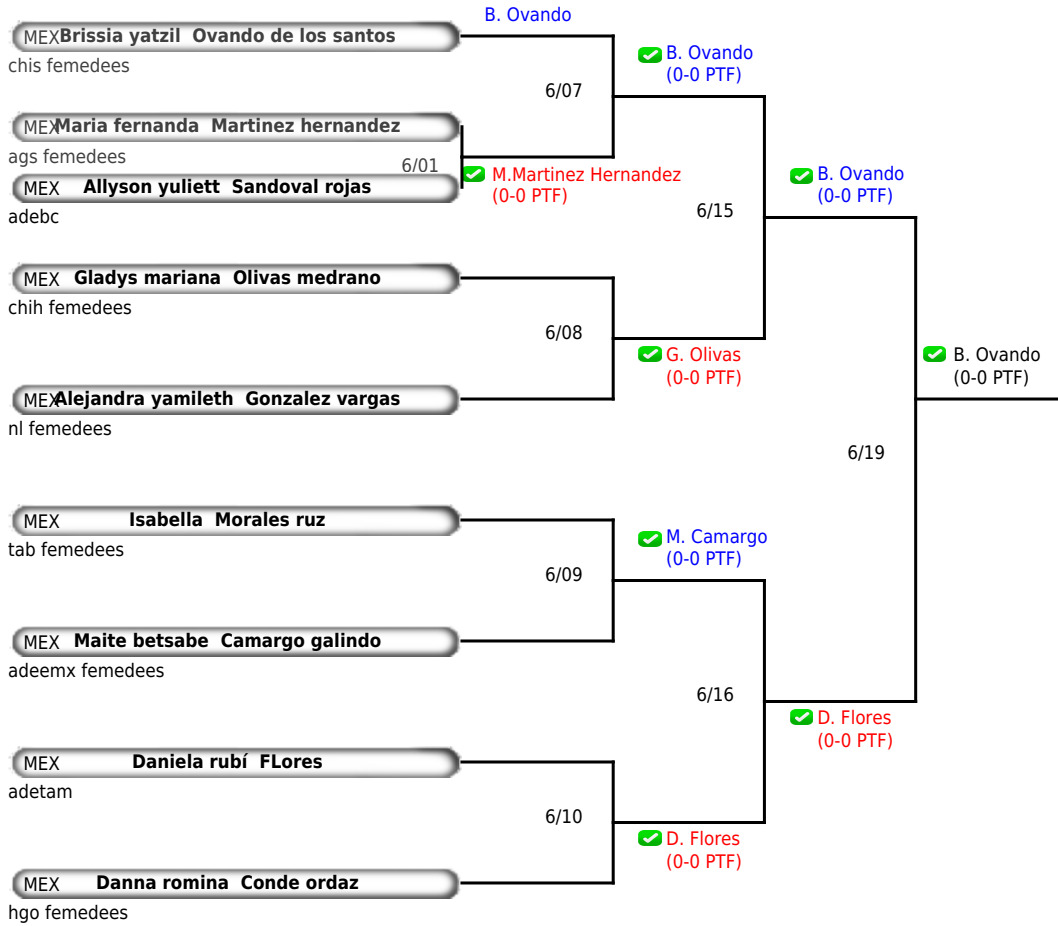 B. Ovando
MEX Brissia yatzil Ovando de los santos
chis femedees
B. Ovando
(0-0 PTF)
6/07
MEX Maria fernanda Martinez hernandez
ags femedees
6/01
M.Martinez Hernandez
(0-0 PTF)
MEX Allyson yuliett Sandoval rojas
adebc
B. Ovando
(0-0 PTF)
6/15
MEX Gladys mariana Olivas medrano
chih femedees
6/08
G. Olivas
(0-0 PTF)
B. Ovando
(0-0 PTF)
MEX Alejandra yamileth Gonzalez vargas
nl femedees
6/19
MEX Isabella Morales ruz
tab femedees
M. Camargo
(0-0 PTF)
6/09
MEX Maite betsabe Camargo galindo
adeemx femedees
6/16
D. Flores
(0-0 PTF)
MEX Daniela rubí FLores
adetam
6/10
D. Flores
(0-0 PTF)
MEX Danna romina Conde ordaz
hgo femedees